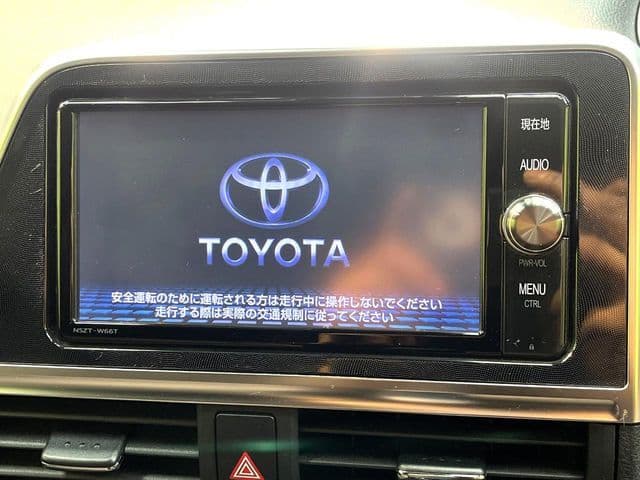 現在地
AUDIO
TOYOTA
PWR•VOL
MENU
CTRL
安全運転のために運転される方は走行中に操作しないでください
走行する際は実際の交通規制に従ってください
NSZT-W66T